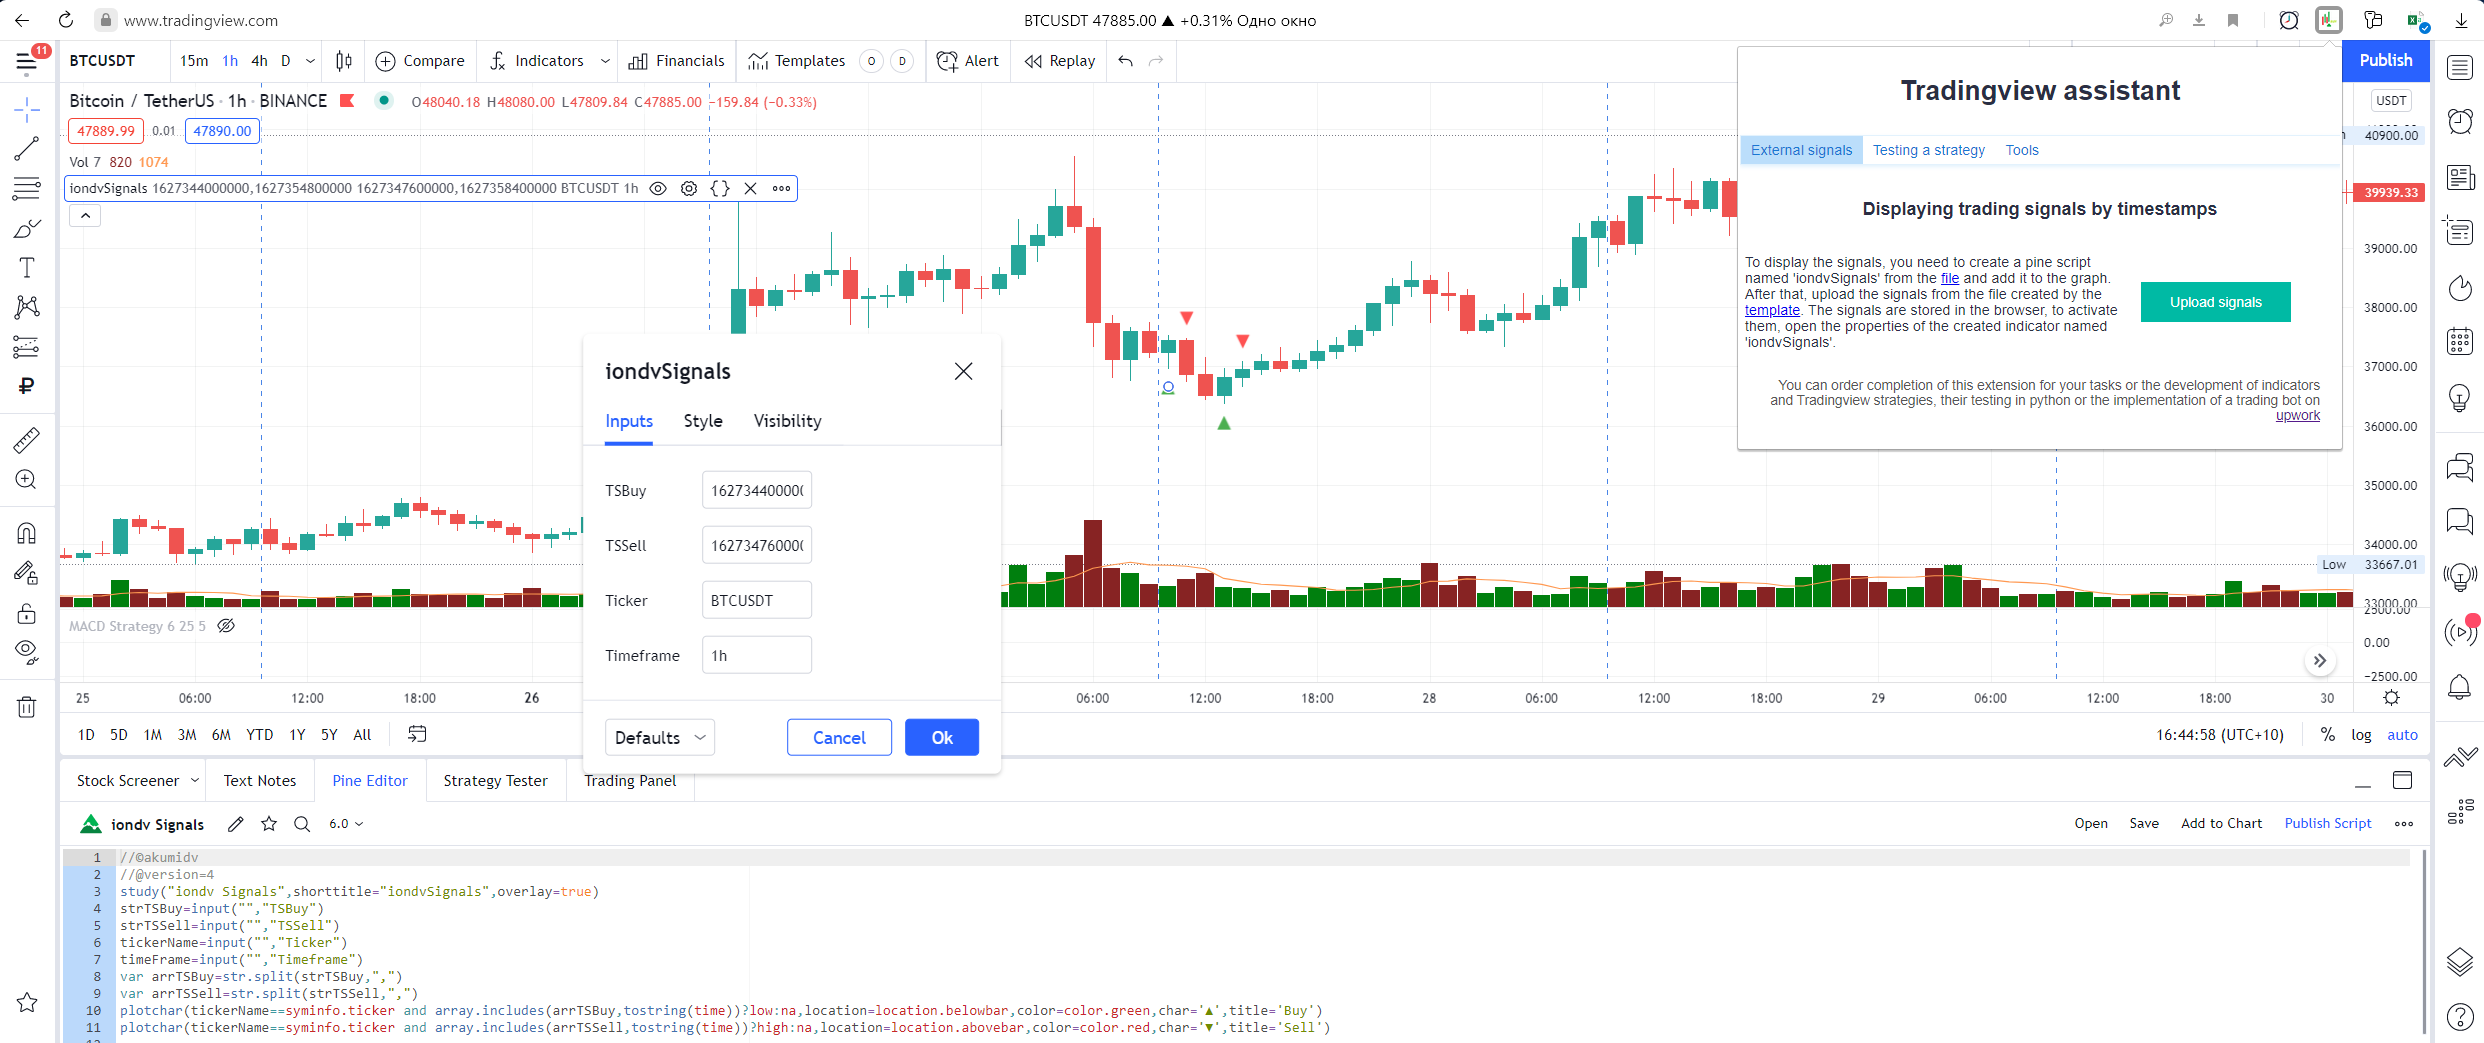 www.tradingview.com
BTCUSDT 47885.00 ▲ +0.31% Одно окно
11
BTCUSDT 15m 1h 4h D Compare Indicators Financials Templates O D Alert Replay
Publish
Bitcoin / TetherUS · 1h · BINANCE O48040.18 H48080.00 L47809.84 C47885.00 −159.84 (−0.33%)
47889.99 0.01 47890.00
Vol 7 820 1074
iondvSignals 1627344000000,1627354800000 1627347600000,1627358400000 BTCUSDT 1h
Tradingview assistant
External signals Testing a strategy Tools
Displaying trading signals by timestamps
To display the signals, you need to create a pine script
named 'iondvSignals' from the file and add it to the graph.
After that, upload the signals from the file created by the
template. The signals are stored in the browser, to activate
them, open the properties of the created indicator named
'iondvSignals'.
Upload signals
You can order completion of this extension for your tasks or the development of indicators
and Tradingview strategies, their testing in python or the implementation of a trading bot on
upwork
USDT
40900.00
39939.33
39000.00
38000.00
37000.00
36000.00
35000.00
34000.00
Low 33667.01
33000.00
2500.00
0.00
−2500.00
iondvSignals
Inputs Style Visibility
TSBuy 162734400000
TSSell 162734760000
Ticker BTCUSDT
Timeframe 1h
Defaults Cancel Ok
MACD Strategy 6 25 5
25 06:00 12:00 18:00 26 06:00 12:00 18:00 28 06:00 12:00 18:00 29 06:00 12:00 18:00 30
1D 5D 1M 3M 6M YTD 1Y 5Y All
16:44:58 (UTC+10) % log auto
Stock Screener Text Notes Pine Editor Strategy Tester Trading Panel
iondv Signals 6.0
Open Save Add to Chart Publish Script
1 //©akumidv
2 //@version=4
3 study("iondv Signals",shorttitle="iondvSignals",overlay=true)
4 strTSBuy=input("","TSBuy")
5 strTSSell=input("","TSSell")
6 tickerName=input("","Ticker")
7 timeFrame=input("","Timeframe")
8 var arrTSBuy=str.split(strTSBuy,",")
9 var arrTSSell=str.split(strTSSell,",")
10 plotchar(tickerName==syminfo.ticker and array.includes(arrTSBuy,tostring(time))?low:na,location=location.belowbar,color=color.green,char='▲',title='Buy')
11 plotchar(tickerName==syminfo.ticker and array.includes(arrTSSell,tostring(time))?high:na,location=location.abovebar,color=color.red,char='▼',title='Sell')